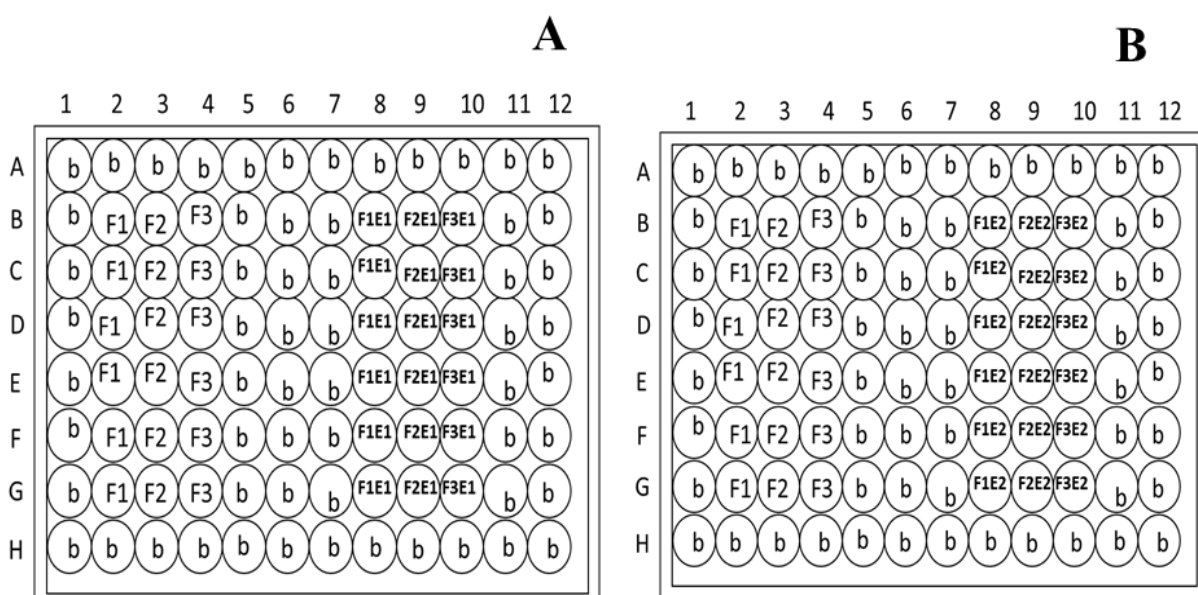 A
1 2 3 4 5 6 7 8 9 10 11 12
A b b b b b b b b b b b b
B b F1 F2 F3 b b b F1E1 F2E1 F3E1 b b
C b F1 F2 F3 b b b F1E1 F2E1 F3E1 b b
D b F1 F2 F3 b b b F1E1 F2E1 F3E1 b b
E b F1 F2 F3 b b b F1E1 F2E1 F3E1 b b
F b F1 F2 F3 b b b F1E1 F2E1 F3E1 b b
G b F1 F2 F3 b b b F1E1 F2E1 F3E1 b b
H b b b b b b b b b b b b
B
1 2 3 4 5 6 7 8 9 10 11 12
A b b b b b b b b b b b b
B b F1 F2 F3 b b b F1E2 F2E2 F3E2 b b
C b F1 F2 F3 b b b F1E2 F2E2 F3E2 b b
D b F1 F2 F3 b b b F1E2 F2E2 F3E2 b b
E b F1 F2 F3 b b b F1E2 F2E2 F3E2 b b
F b F1 F2 F3 b b b F1E2 F2E2 F3E2 b b
G b F1 F2 F3 b b b F1E2 F2E2 F3E2 b b
H b b b b b b b b b b b b